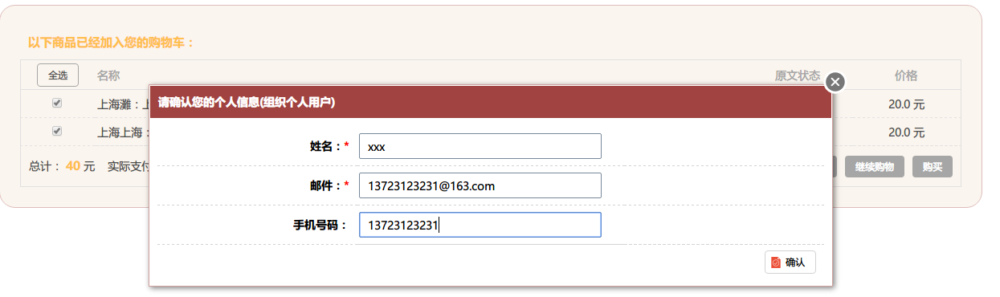 以下商品已经加入您的购物车：
全选 名称 原文状态 价格
请确认您的个人信息(组织个人用户)
上海滩：上 20.0 元
上海上海： 20.0 元
姓名：* xxx
总计： 40 元 实际支付 继续购物 购买
邮件：* 13723123231@163.com
手机号码： 13723123231
确认